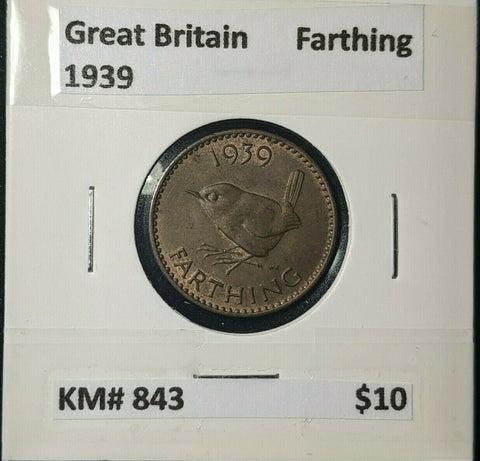 Great Britain Farthing
1939
1939
FARTHING
KM# 843 $10